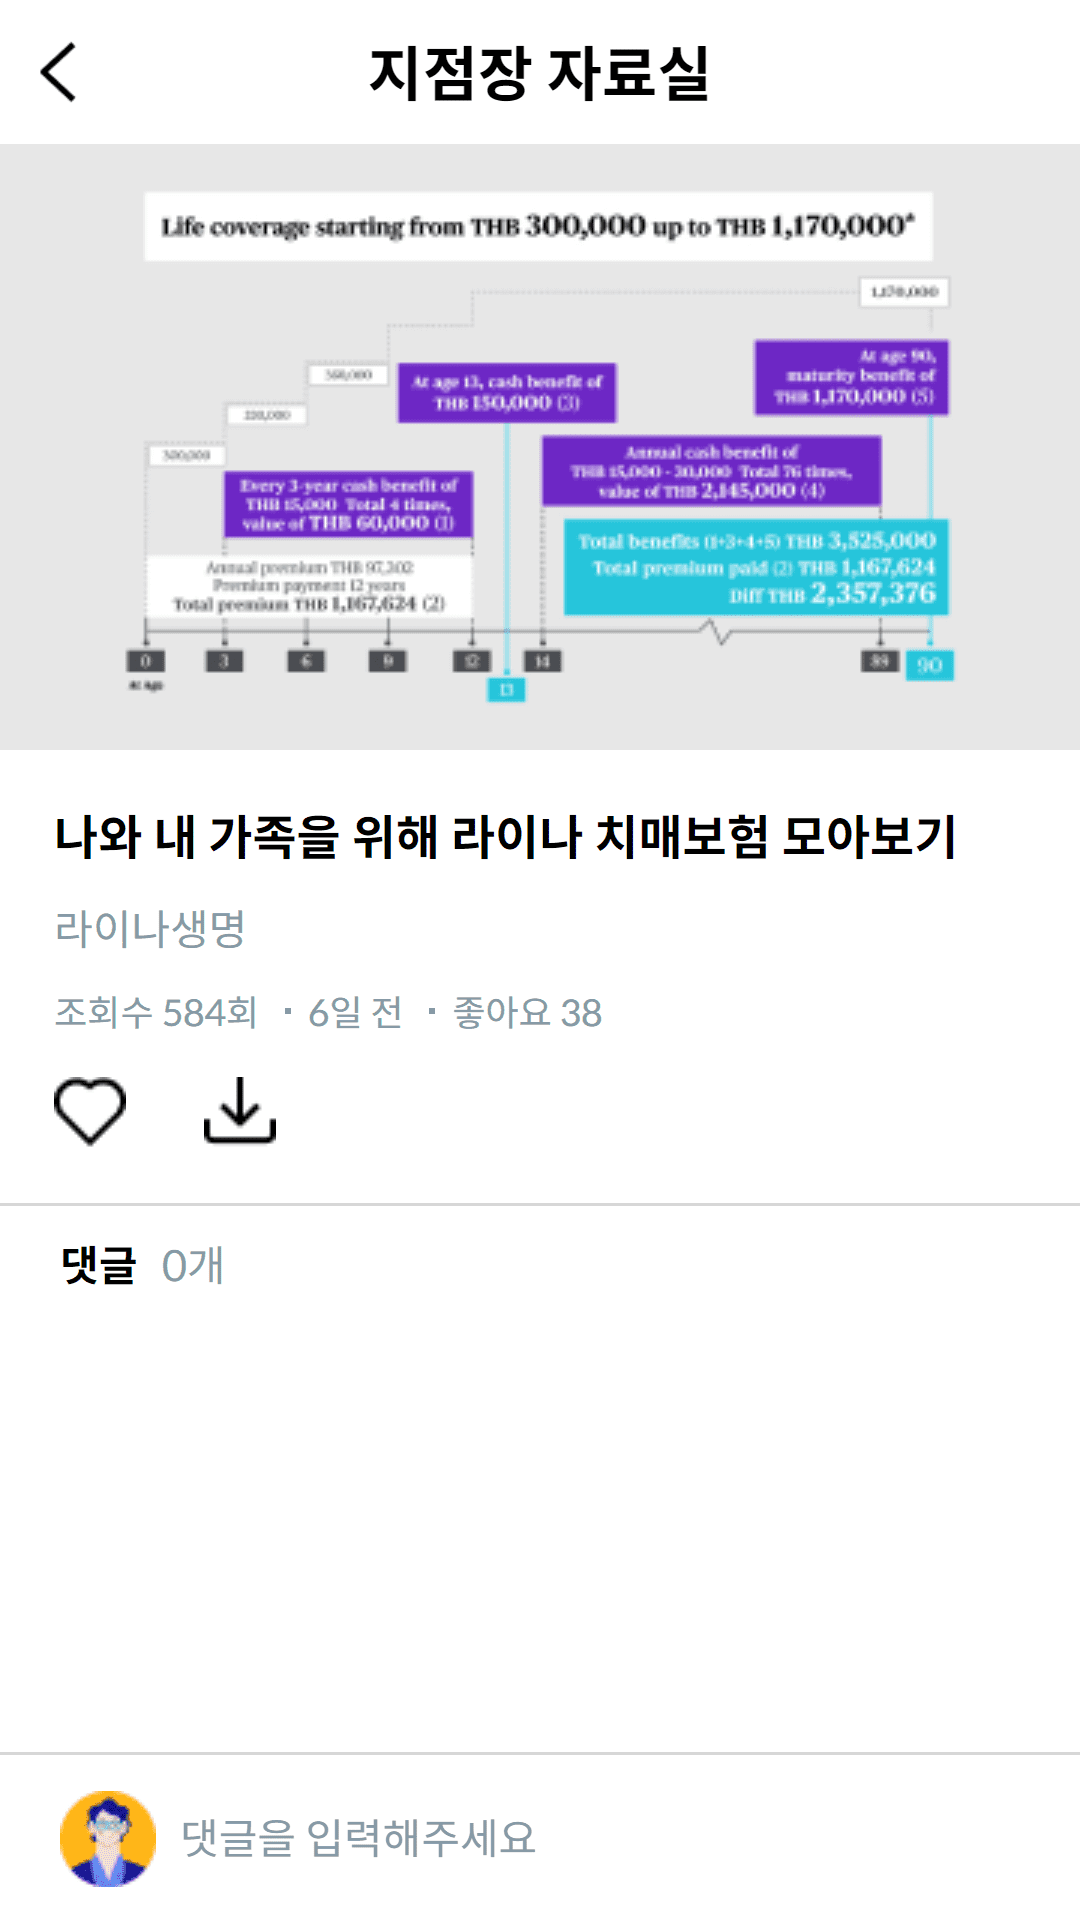 지점장 자료실
Life coverage starting from THB 300,000 up to THB 1,170,000*
1,170,000
At age 90,
maturity benefit of
THB 1,170,000 (5)
At age 13, cash benefit of
THB 150,000 (3)
300,000
Annual cash benefit of
THB 15,000 - 30,000 Total 76 times,
value of THB 2,145,000 (4)
Every 3-year cash benefit of
THB 15,000 Total 4 times,
value of THB 60,000 (1)
Total benefits (1+3+4+5) THB 3,525,000
Total premium paid (2) THB 1,167,624
Diff THB 2,357,376
Annual premium THB 97,302
Premium payment 12 years
Total premium THB 1,167,624 (2)
0 3 6 9 12 14 89 90
13
At age
나와 내 가족을 위해 라이나 치매보험 모아보기
라이나생명
조회수 584회 ・6일 전 ・좋아요 38
댓글 0개
댓글을 입력해주세요